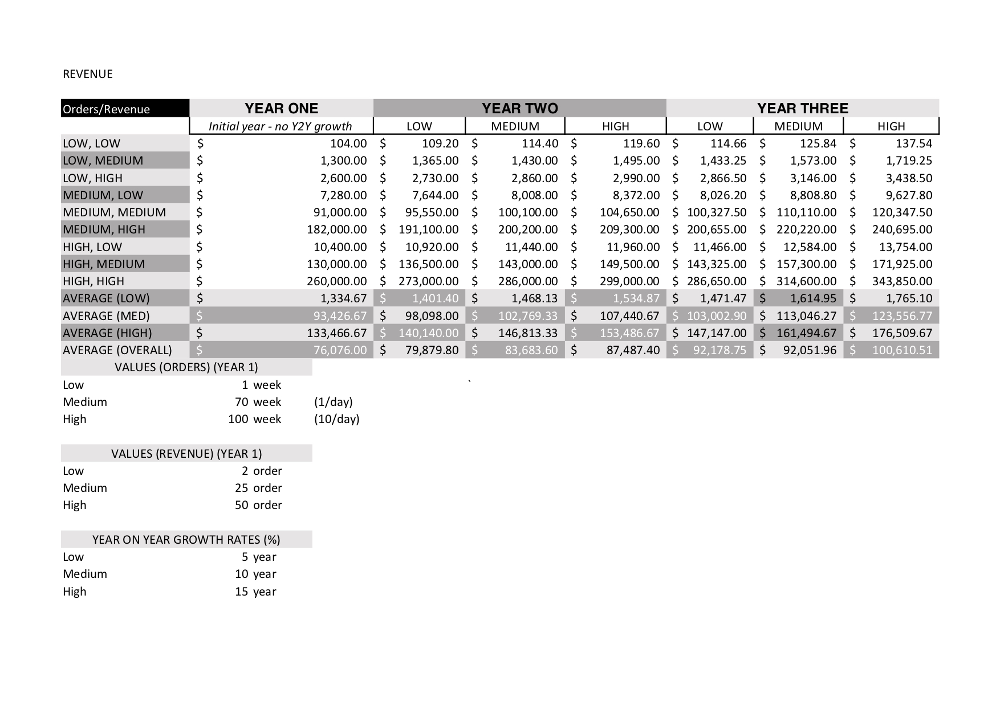 REVENUE
Orders/Revenue YEAR ONE YEAR TWO YEAR THREE
Initial year - no Y2Y growth LOW MEDIUM HIGH LOW MEDIUM HIGH
LOW, LOW $ 104.00 $ 109.20 $ 114.40 $ 119.60 $ 114.66 $ 125.84 $ 137.54
LOW, MEDIUM $ 1,300.00 $ 1,365.00 $ 1,430.00 $ 1,495.00 $ 1,433.25 $ 1,573.00 $ 1,719.25
LOW, HIGH $ 2,600.00 $ 2,730.00 $ 2,860.00 $ 2,990.00 $ 2,866.50 $ 3,146.00 $ 3,438.50
MEDIUM, LOW $ 7,280.00 $ 7,644.00 $ 8,008.00 $ 8,372.00 $ 8,026.20 $ 8,808.80 $ 9,627.80
MEDIUM, MEDIUM $ 91,000.00 $ 95,550.00 $ 100,100.00 $ 104,650.00 $ 100,327.50 $ 110,110.00 $ 120,347.50
MEDIUM, HIGH $ 182,000.00 $ 191,100.00 $ 200,200.00 $ 209,300.00 $ 200,655.00 $ 220,220.00 $ 240,695.00
HIGH, LOW $ 10,400.00 $ 10,920.00 $ 11,440.00 $ 11,960.00 $ 11,466.00 $ 12,584.00 $ 13,754.00
HIGH, MEDIUM $ 130,000.00 $ 136,500.00 $ 143,000.00 $ 149,500.00 $ 143,325.00 $ 157,300.00 $ 171,925.00
HIGH, HIGH $ 260,000.00 $ 273,000.00 $ 286,000.00 $ 299,000.00 $ 286,650.00 $ 314,600.00 $ 343,850.00
AVERAGE (LOW) $ 1,334.67 $ 1,401.40 $ 1,468.13 $ 1,534.87 $ 1,471.47 $ 1,614.95 $ 1,765.10
AVERAGE (MED) $ 93,426.67 $ 98,098.00 $ 102,769.33 $ 107,440.67 $ 103,002.90 $ 113,046.27 $ 123,556.77
AVERAGE (HIGH) $ 133,466.67 $ 140,140.00 $ 146,813.33 $ 153,486.67 $ 147,147.00 $ 161,494.67 $ 176,509.67
AVERAGE (OVERALL) $ 76,076.00 $ 79,879.80 $ 83,683.60 $ 87,487.40 $ 92,178.75 $ 92,051.96 $ 100,610.51
VALUES (ORDERS) (YEAR 1)
Low 1 week `
Medium 70 week (1/day)
High 100 week (10/day)
VALUES (REVENUE) (YEAR 1)
Low 2 order
Medium 25 order
High 50 order
YEAR ON YEAR GROWTH RATES (%)
Low 5 year
Medium 10 year
High 15 year